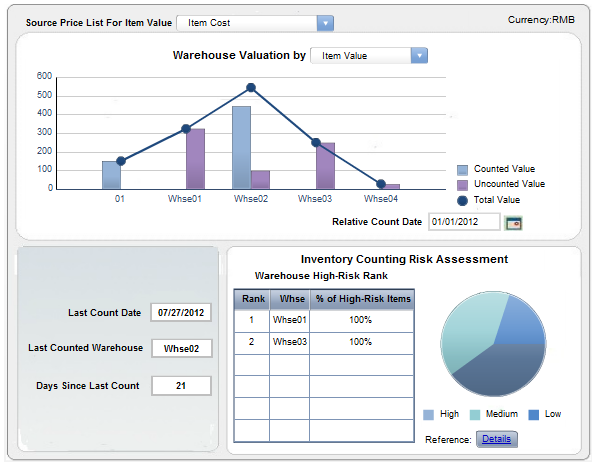 Source Price List For Item Value Item Cost Currency:RMB
Warehouse Valuation by Item Value
600
500
400
300
200
100
0
01 Whse01 Whse02 Whse03 Whse04
Counted Value
Uncounted Value
Total Value
Relative Count Date 01/01/2012
Last Count Date 07/27/2012
Last Counted Warehouse Whse02
Days Since Last Count 21
Inventory Counting Risk Assessment
Warehouse High-Risk Rank
Rank Whse % of High-Risk Items
1 Whse01 100%
2 Whse03 100%
High Medium Low
Reference: Details